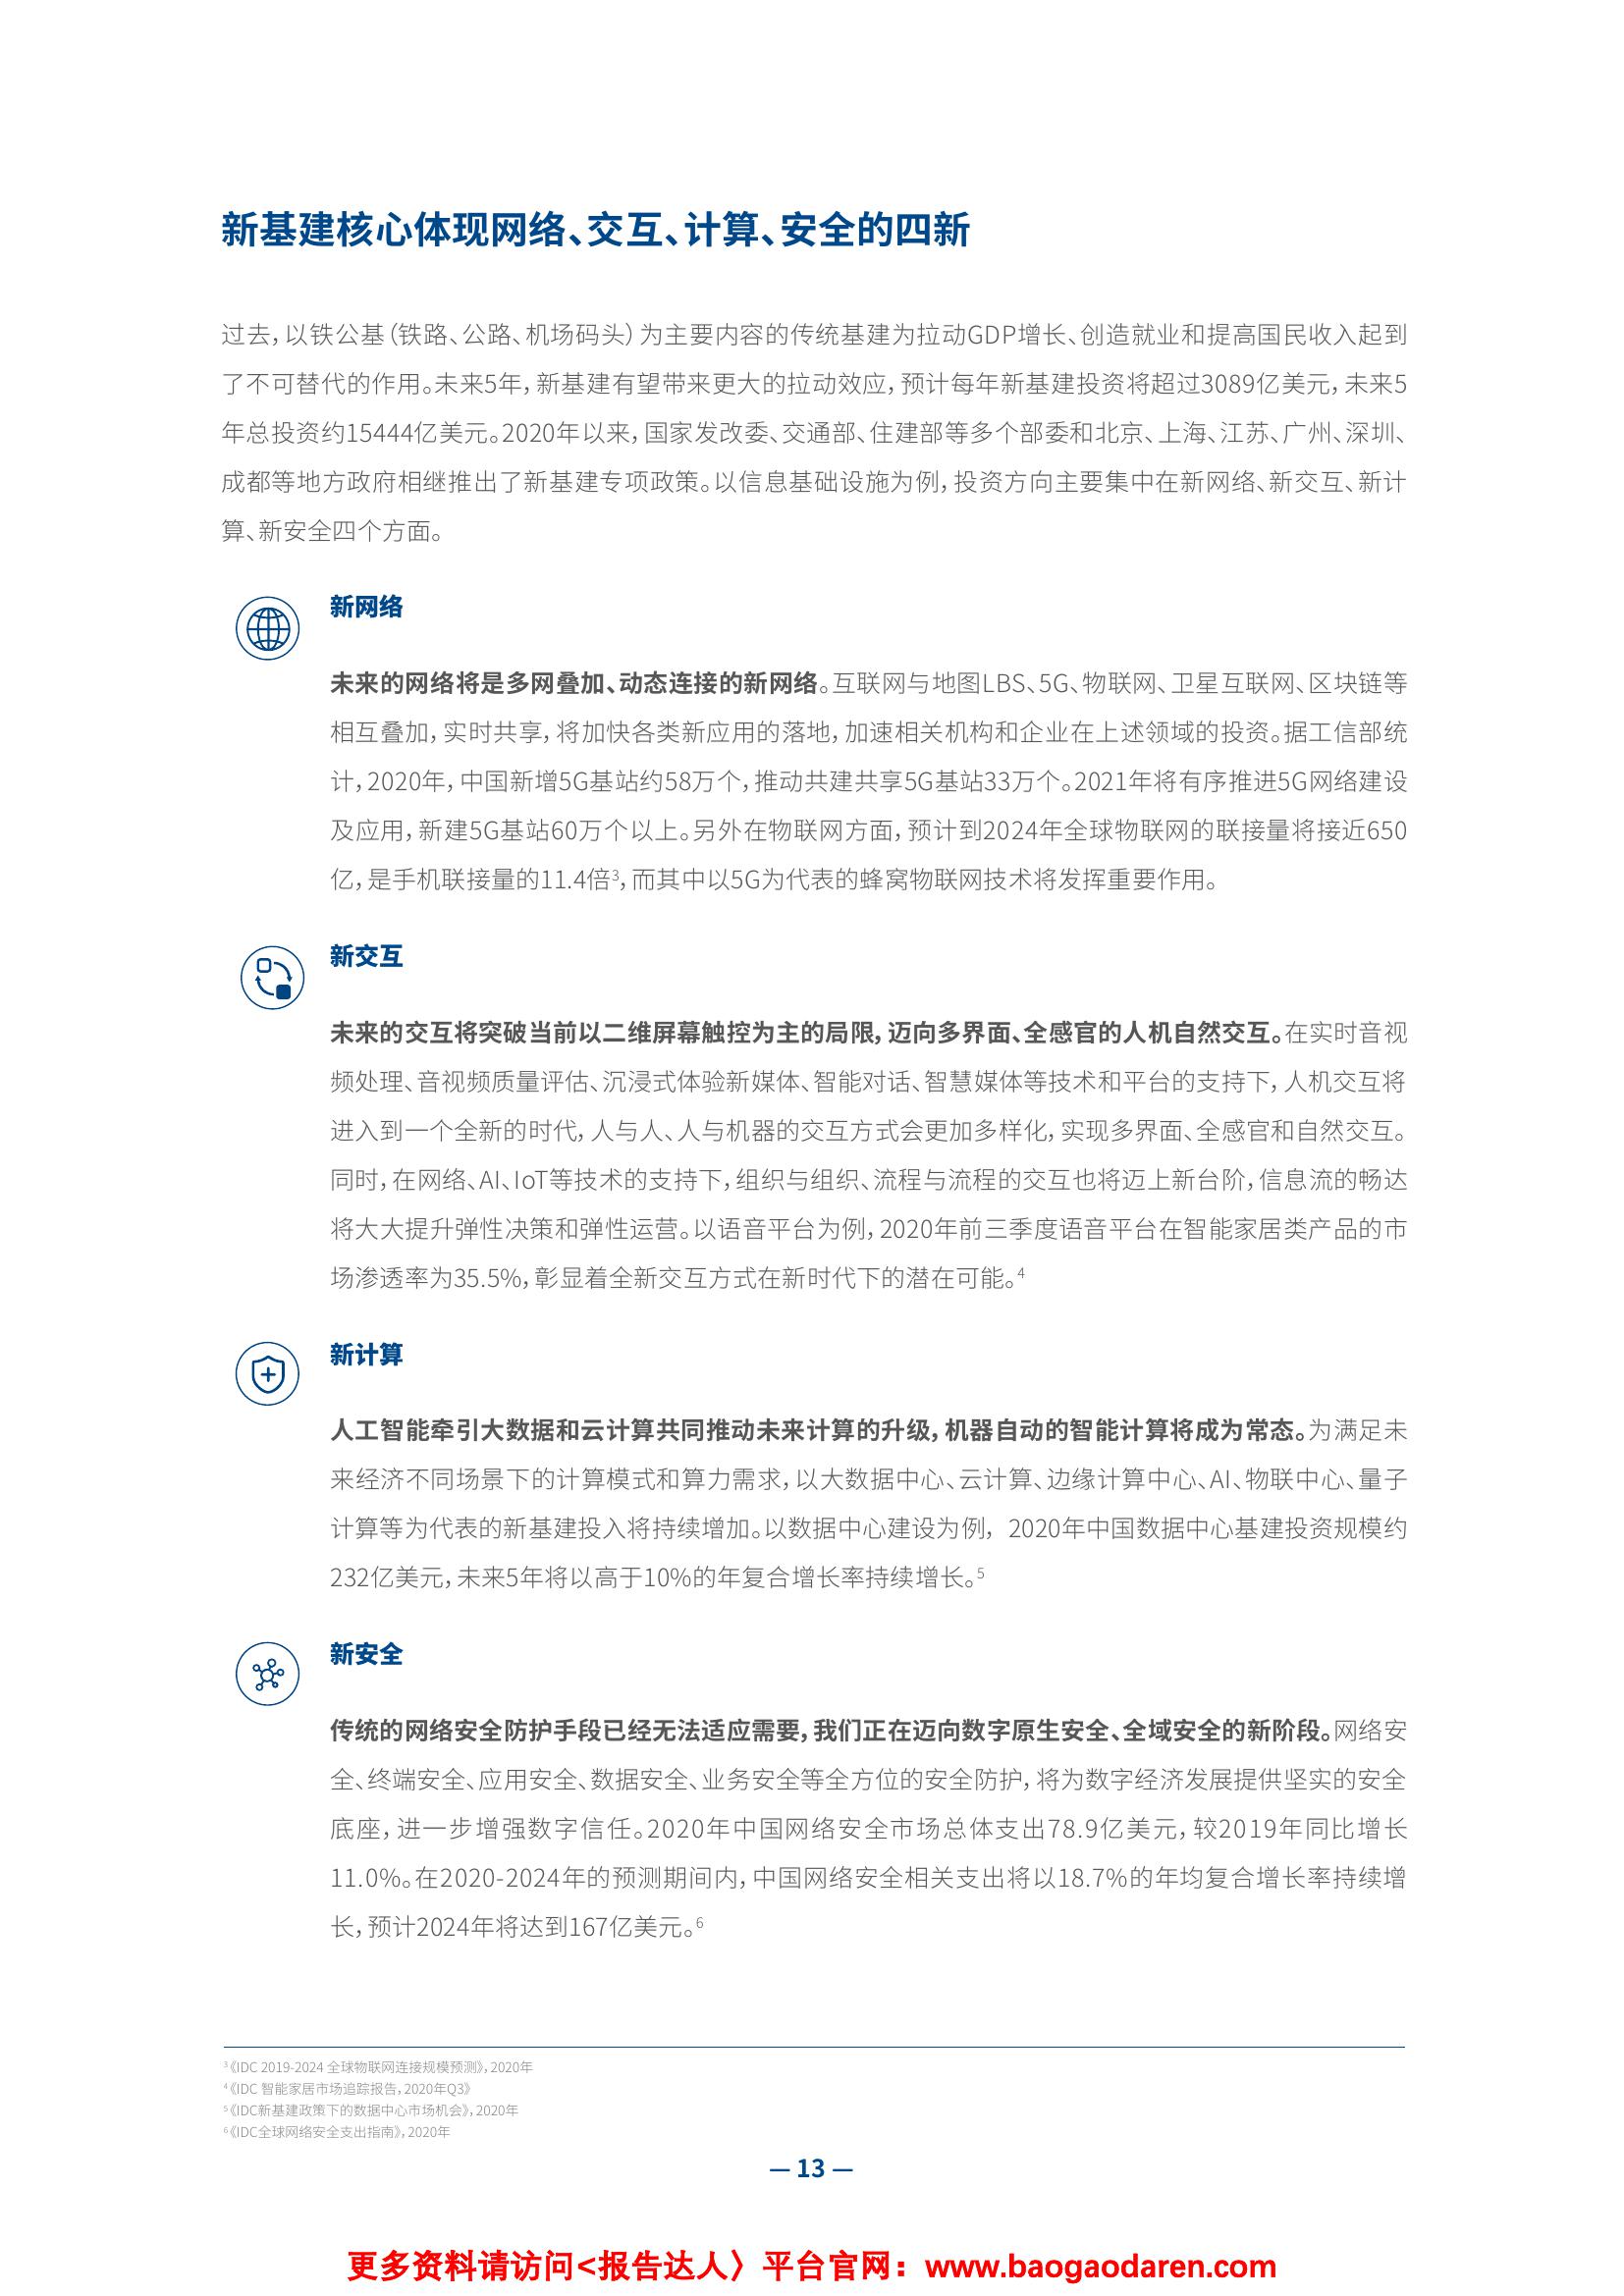 新基建核心体现网络、交互、计算、安全的四新
过去，以铁公基（铁路、公路、机场码头）为主要内容的传统基建为拉动GDP增长、创造就业和提高国民收入起到
了不可替代的作用。未来5年，新基建有望带来更大的拉动效应，预计每年新基建投资将超过3089亿美元，未来5
年总投资约15444亿美元。2020年以来，国家发改委、交通部、住建部等多个部委和北京、上海、江苏、广州、深圳、
成都等地方政府相继推出了新基建专项政策。以信息基础设施为例，投资方向主要集中在新网络、新交互、新计
算、新安全四个方面。
新网络
未来的网络将是多网叠加、动态连接的新网络。互联网与地图LBS、5G、物联网、卫星互联网、区块链等
相互叠加，实时共享，将加快各类新应用的落地，加速相关机构和企业在上述领域的投资。据工信部统
计，2020年，中国新增5G基站约58万个，推动共建共享5G基站33万个。2021年将有序推进5G网络建设
及应用，新建5G基站60万个以上。另外在物联网方面，预计到2024年全球物联网的联接量将接近650
亿，是手机联接量的11.4倍³，而其中以5G为代表的蜂窝物联网技术将发挥重要作用。
新交互
未来的交互将突破当前以二维屏幕触控为主的局限，迈向多界面、全感官的人机自然交互。在实时音视
频处理、音视频质量评估、沉浸式体验新媒体、智能对话、智慧媒体等技术和平台的支持下，人机交互将
进入到一个全新的时代，人与人、人与机器的交互方式会更加多样化，实现多界面、全感官和自然交互。
同时，在网络、AI、IoT等技术的支持下，组织与组织、流程与流程的交互也将迈上新台阶，信息流的畅达
将大大提升弹性决策和弹性运营。以语音平台为例，2020年前三季度语音平台在智能家居类产品的市
场渗透率为35.5%，彰显着全新交互方式在新时代下的潜在可能。⁴
新计算
人工智能牵引大数据和云计算共同推动未来计算的升级，机器自动的智能计算将成为常态。为满足未
来经济不同场景下的计算模式和算力需求，以大数据中心、云计算、边缘计算中心、AI、物联中心、量子
计算等为代表的新基建投入将持续增加。以数据中心建设为例， 2020年中国数据中心基建投资规模约
232亿美元，未来5年将以高于10%的年复合增长率持续增长。⁵
新安全
传统的网络安全防护手段已经无法适应需要，我们正在迈向数字原生安全、全域安全的新阶段。网络安
全、终端安全、应用安全、数据安全、业务安全等全方位的安全防护，将为数字经济发展提供坚实的安全
底座，进一步增强数字信任。2020年中国网络安全市场总体支出78.9亿美元，较2019年同比增长
11.0%。在2020-2024年的预测期间内，中国网络安全相关支出将以18.7%的年均复合增长率持续增
长，预计2024年将达到167亿美元。⁶
³《IDC 2019-2024 全球物联网连接规模预测》，2020年
⁴《IDC 智能家居市场追踪报告，2020年Q3》
⁵《IDC新基建政策下的数据中心市场机会》，2020年
⁶《IDC全球网络安全支出指南》，2020年
— 13 —
更多资料请访问<报告达人〉平台官网：www.baogaodaren.com